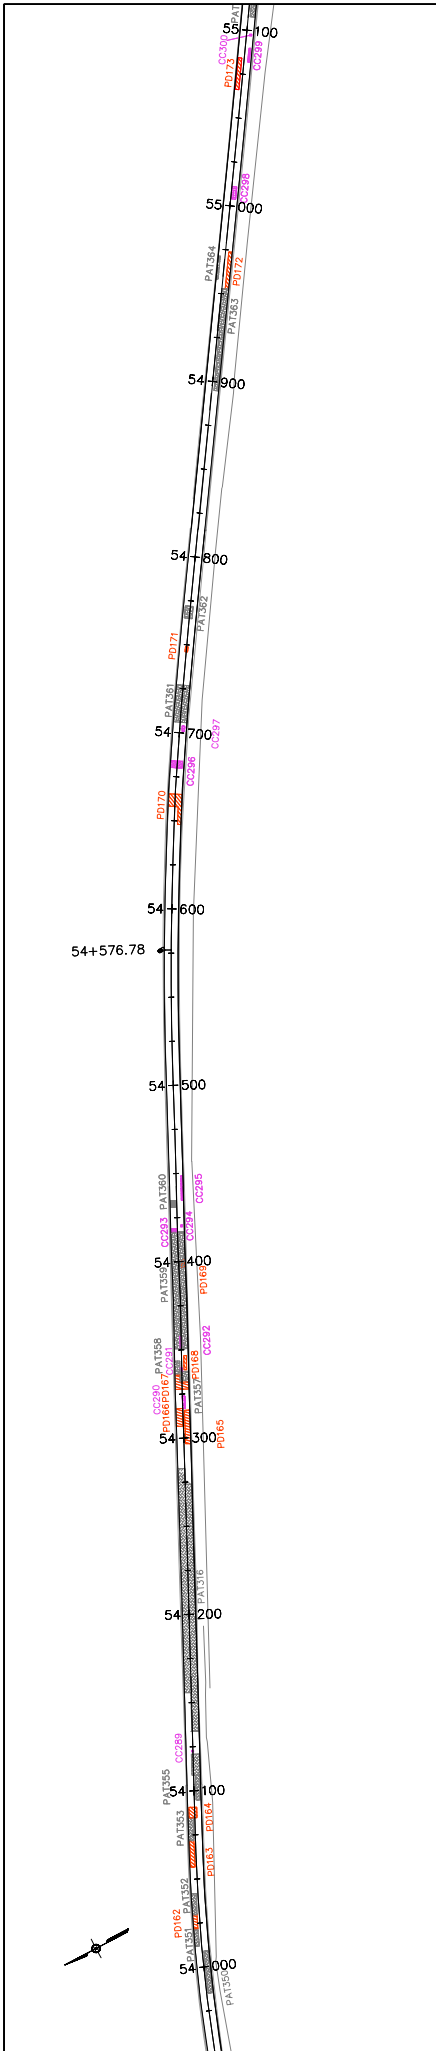 PAT
55+100
CC300
CC299
PD173
CC298
55+000
PAT364
PD172
PAT363
54+900
54+800
PAT362
PD171
PAT361
54+700
CC297
CC296
PD170
54+600
54+576.78
54+500
PAT360
CC295
CC293
CC294
54+400
PAT359
PD169
CC292
PAT358
CC291
PD168
PD167
CC290
PAT357
PD166
PD165
54+300
PAT316
54+200
CC289
PAT355
54+100
PD164
PAT353
PD163
PAT352
PD162
PAT351
54+000
PAT350